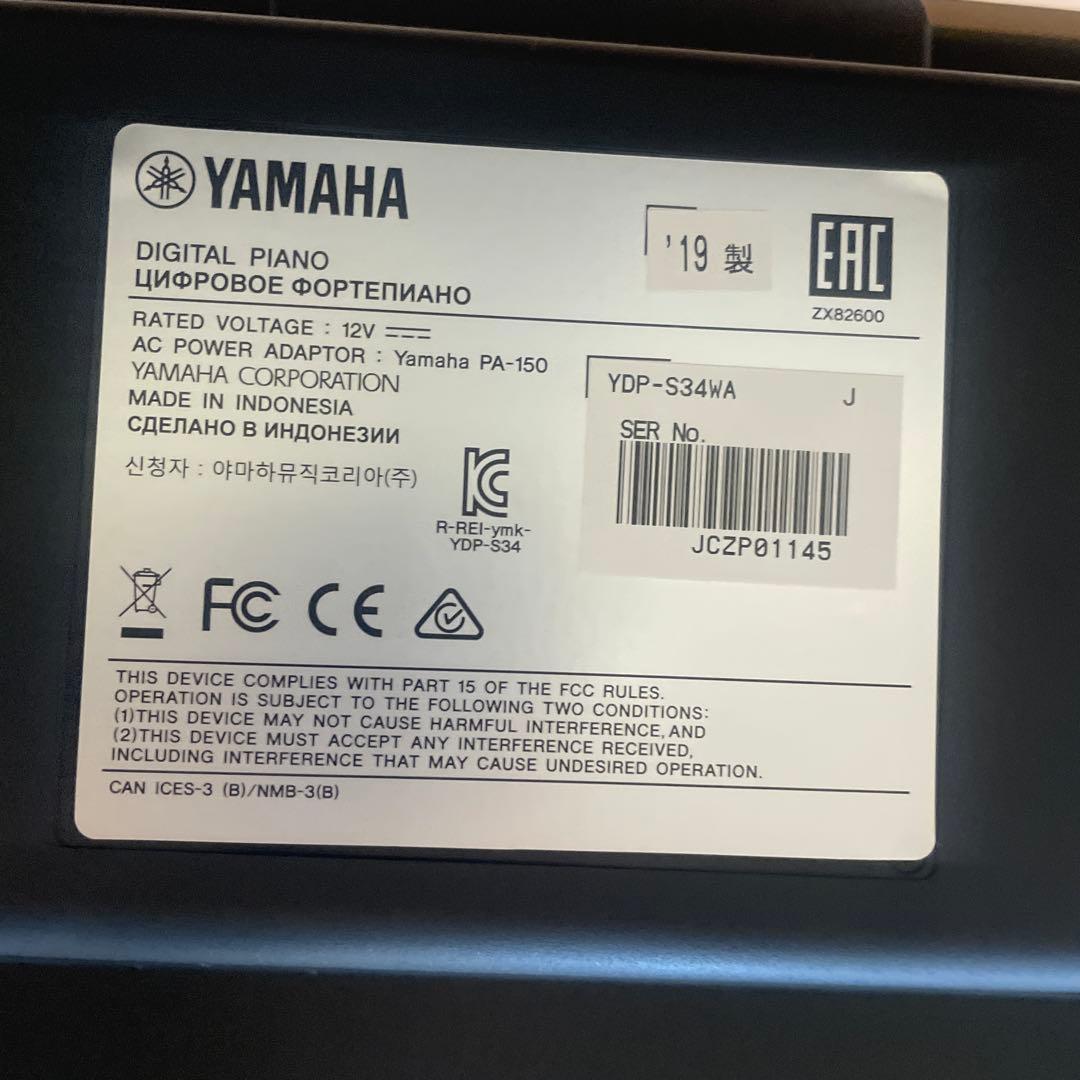 YAMAHA
DIGITAL PIANO
ЦИФРОВОЕ ФОРТЕПИАНО
'19 製
EAC
ZX82600
RATED VOLTAGE : 12V
AC POWER ADAPTOR : Yamaha PA-150
YAMAHA CORPORATION
MADE IN INDONESIA
СДЕЛАНО В ИНДОНЕЗИИ
신청자 : 야마하뮤직코리아(주)
R-REI-ymk-
YDP-S34
YDP-S34WA J
SER No.
JCZP01145
FC CE
THIS DEVICE COMPLIES WITH PART 15 OF THE FCC RULES.
OPERATION IS SUBJECT TO THE FOLLOWING TWO CONDITIONS:
(1)THIS DEVICE MAY NOT CAUSE HARMFUL INTERFERENCE, AND
(2)THIS DEVICE MUST ACCEPT ANY INTERFERENCE RECEIVED,
INCLUDING INTERFERENCE THAT MAY CAUSE UNDESIRED OPERATION.
CAN ICES-3 (B)/NMB-3(B)